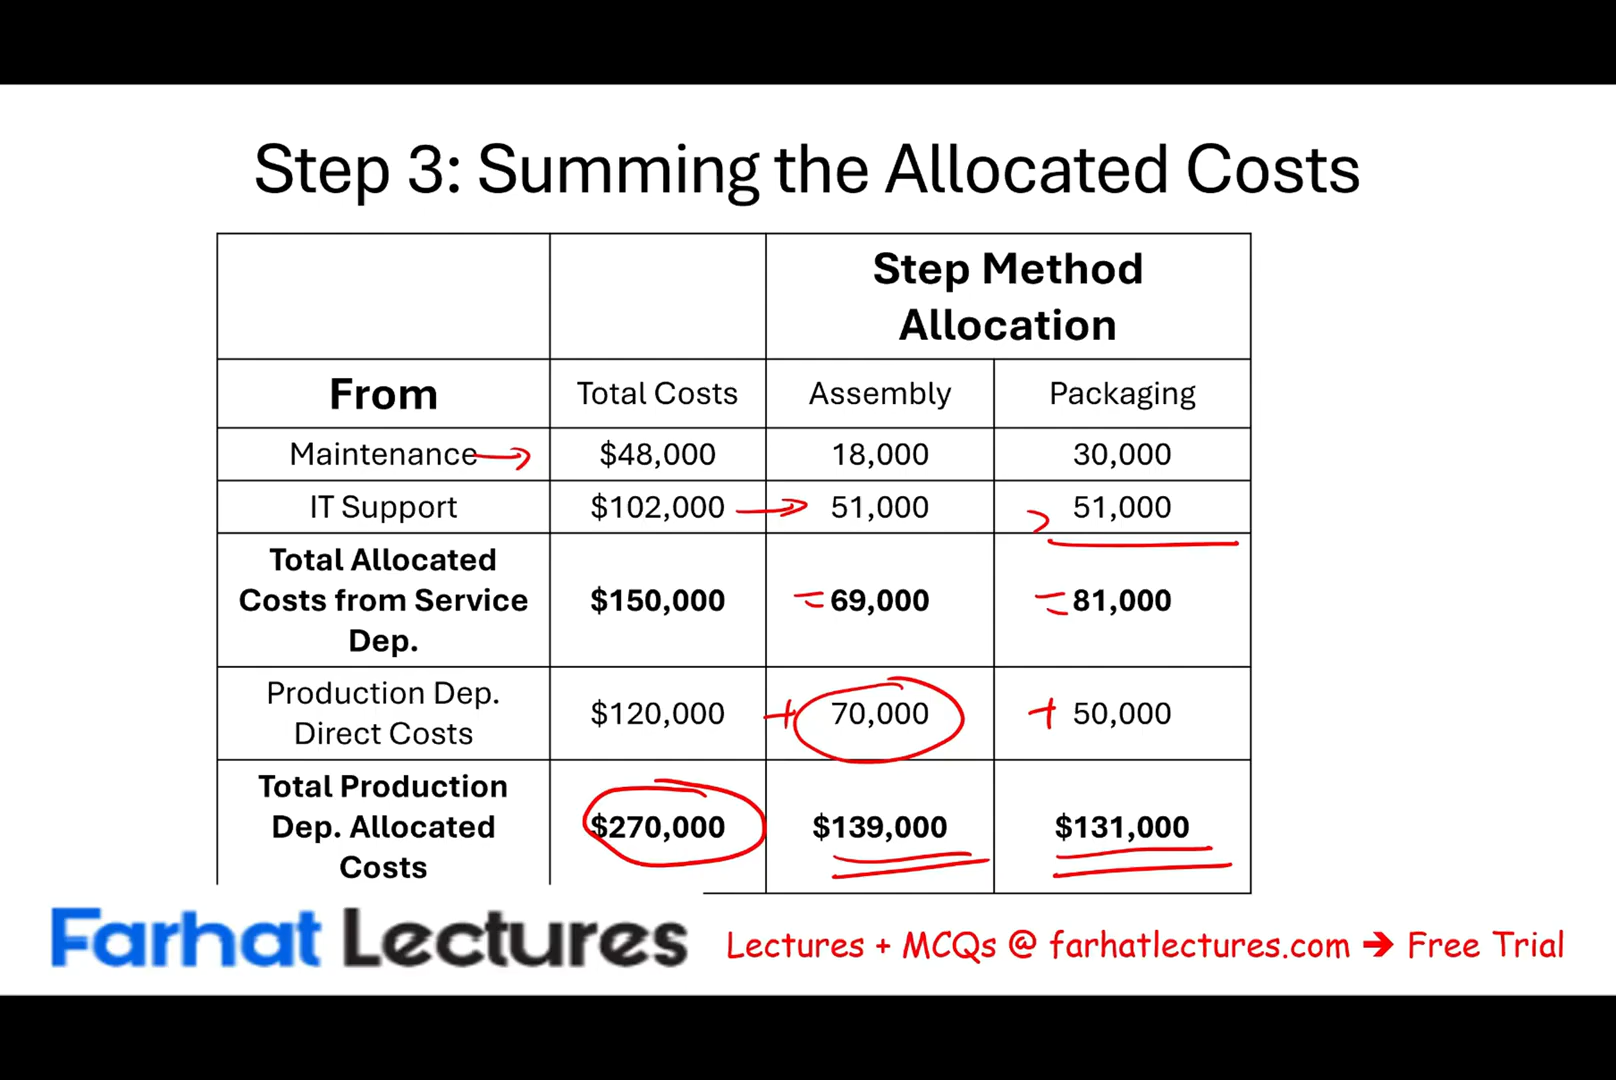 Step 3: Summing the Allocated Costs
Step Method
Allocation
From Total Costs Assembly Packaging
Maintenance $48,000 18,000 30,000
IT Support $102,000 51,000 51,000
Total Allocated
Costs from Service
Dep.
$150,000 = 69,000 = 81,000
Production Dep.
Direct Costs
$120,000 + 70,000 + 50,000
Total Production
Dep. Allocated
Costs
$270,000 $139,000 $131,000
Farhat Lectures
Lectures + MCQs @ farhatlectures.com ➔ Free Trial